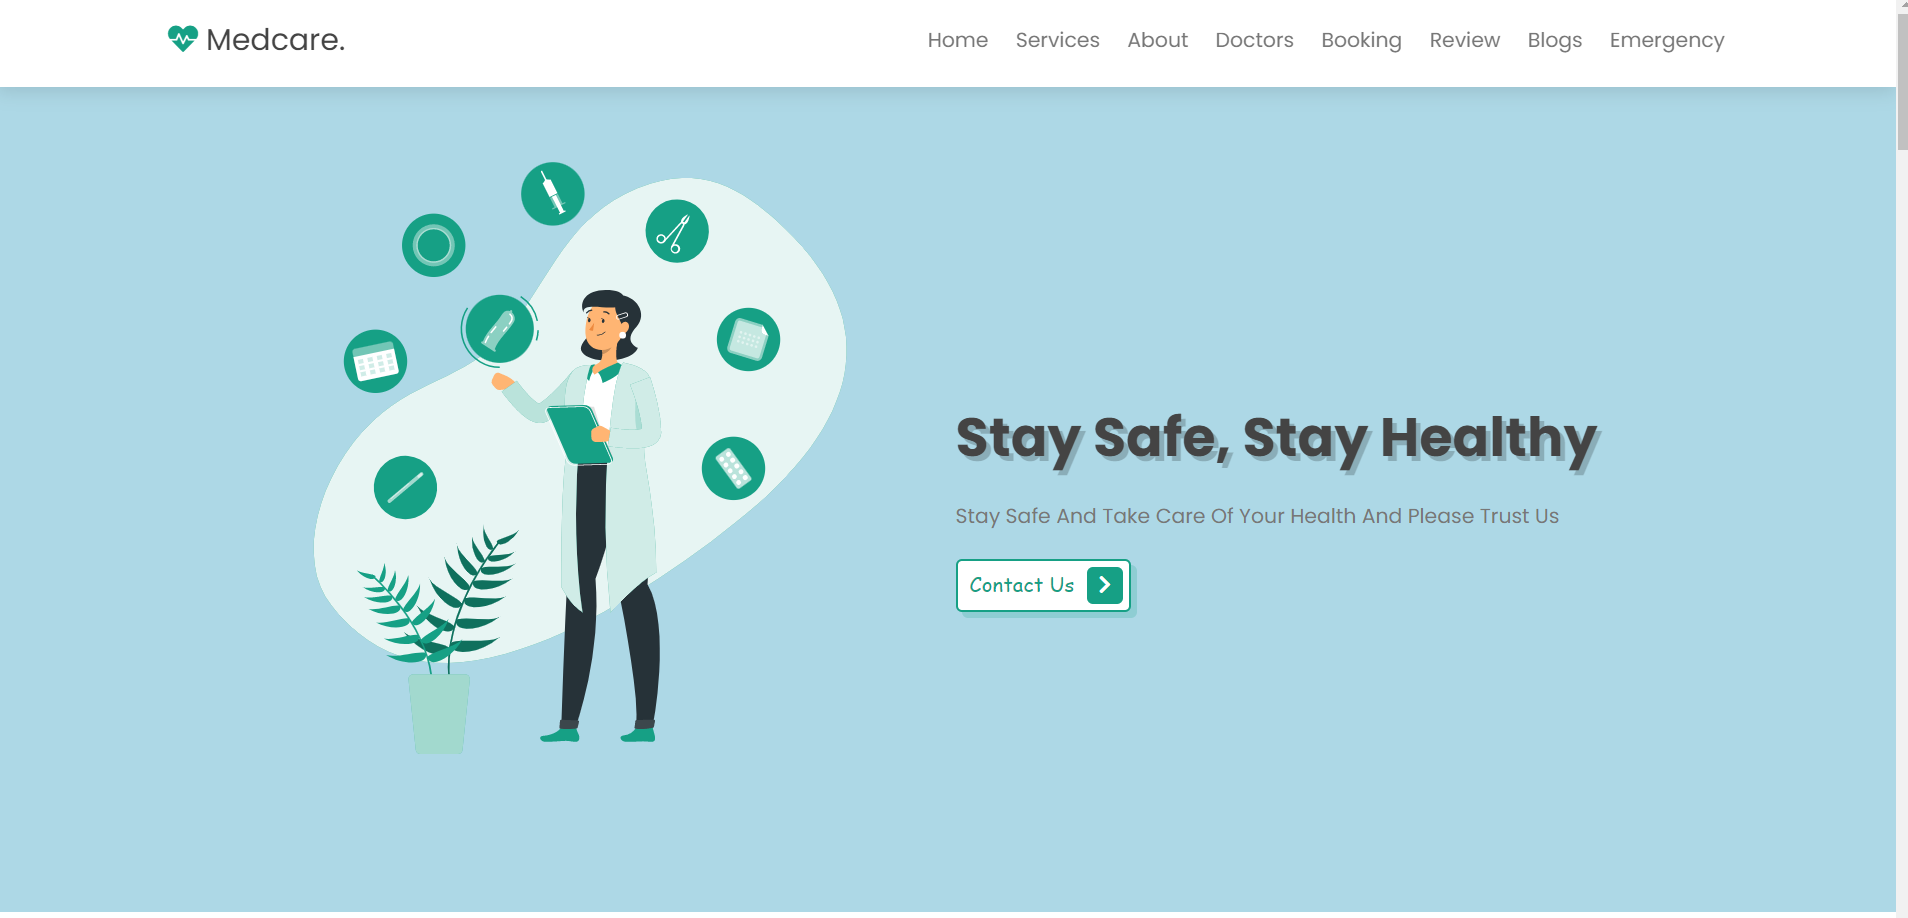 Medcare.
Home Services About Doctors Booking Review Blogs Emergency
Stay Safe, Stay Healthy
Stay Safe And Take Care Of Your Health And Please Trust Us
Contact Us